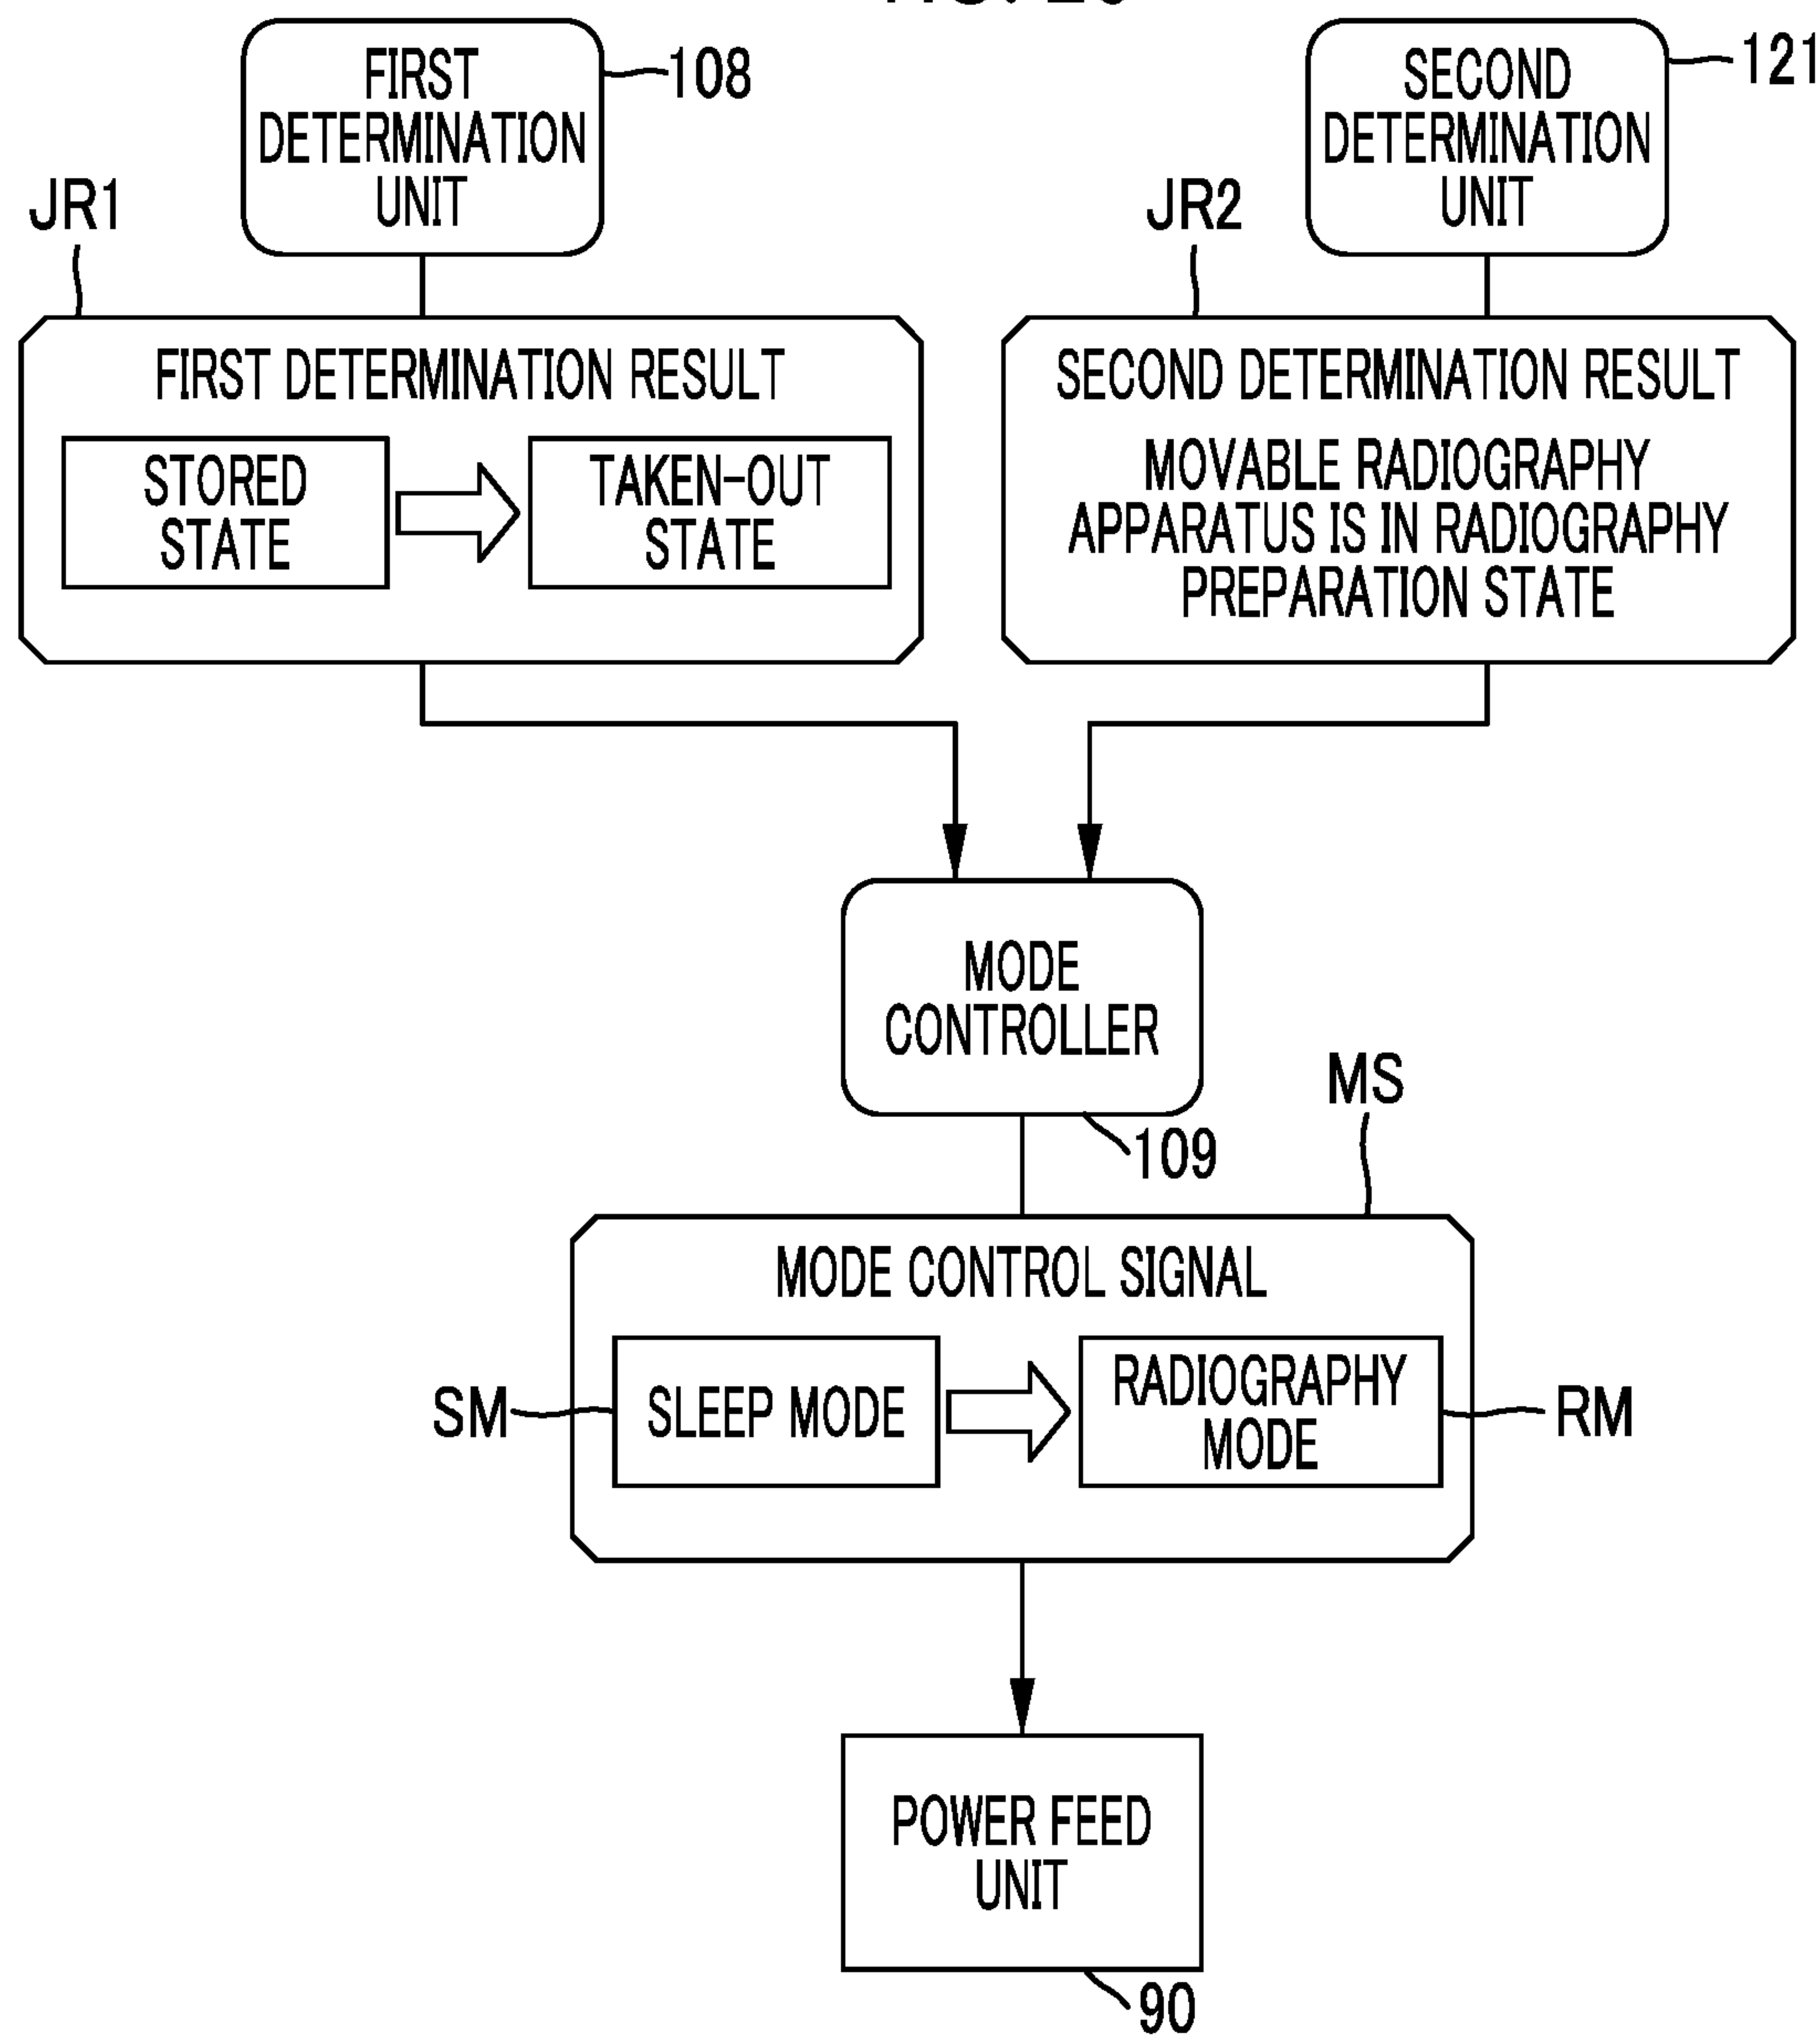 FIRST
DETERMINATION
UNIT
108
SECOND
DETERMINATION
UNIT
121
JR1
JR2
FIRST DETERMINATION RESULT
STORED
STATE
TAKEN-OUT
STATE
SECOND DETERMINATION RESULT
MOVABLE RADIOGRAPHY
APPARATUS IS IN RADIOGRAPHY
PREPARATION STATE
MODE
CONTROLLER
109
MS
MODE CONTROL SIGNAL
SM
SLEEP MODE
RADIOGRAPHY
MODE
RM
POWER FEED
UNIT
90